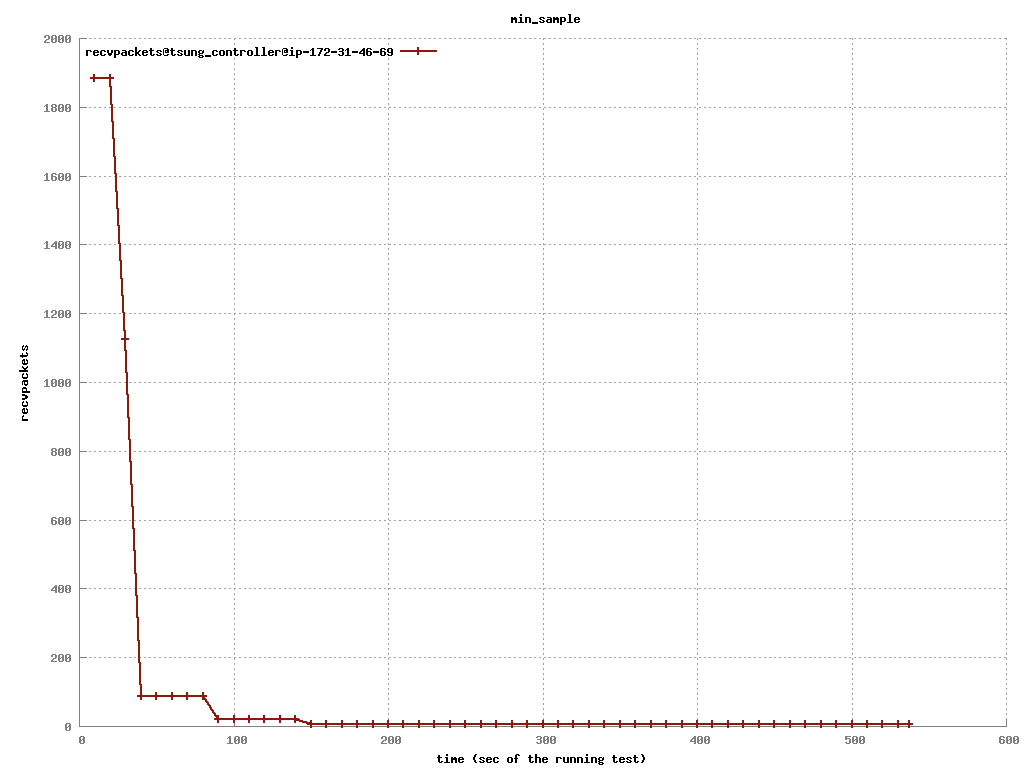 min_sample
2000
recvpackets@tsung_controller@ip-172-31-46-69
1800
1600
1400
1200
1000
800
600
400
200
0
recvpackets
0 100 200 300 400 500 600
time (sec of the running test)